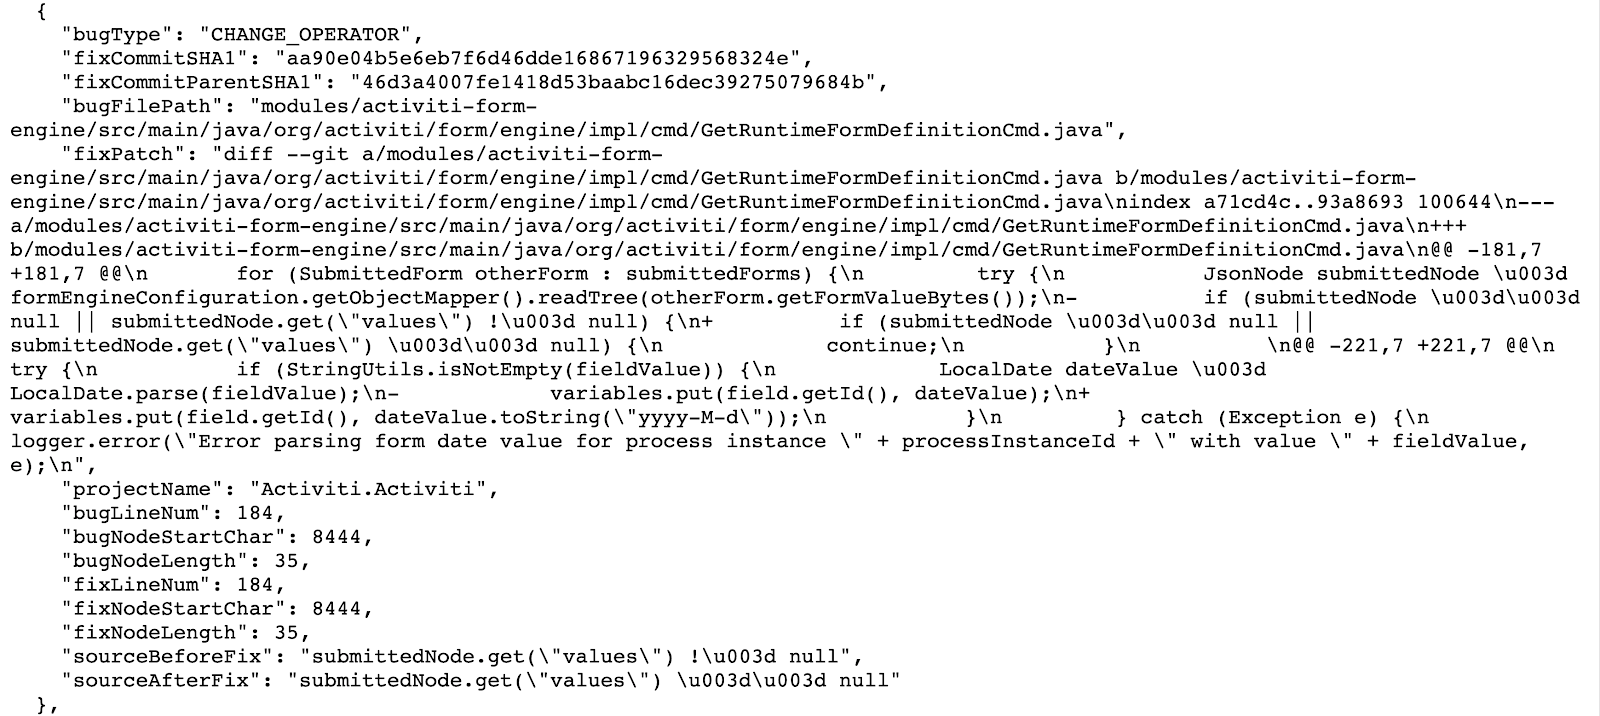 {
"bugType": "CHANGE_OPERATOR",
"fixCommitSHA1": "aa90e04b5e6eb7f6d46dde16867196329568324e",
"fixCommitParentSHA1": "46d3a4007fe1418d53baabc16dec39275079684b",
"bugFilePath": "modules/activiti-form-
engine/src/main/java/org/activiti/form/engine/impl/cmd/GetRuntimeFormDefinitionCmd.java",
"fixPatch": "diff --git a/modules/activiti-form-
engine/src/main/java/org/activiti/form/engine/impl/cmd/GetRuntimeFormDefinitionCmd.java b/modules/activiti-form-
engine/src/main/java/org/activiti/form/engine/impl/cmd/GetRuntimeFormDefinitionCmd.java\nindex a71cd4c..93a8693 100644\n---
a/modules/activiti-form-engine/src/main/java/org/activiti/form/engine/impl/cmd/GetRuntimeFormDefinitionCmd.java\n+++
b/modules/activiti-form-engine/src/main/java/org/activiti/form/engine/impl/cmd/GetRuntimeFormDefinitionCmd.java\n@@ -181,7
+181,7 @@\n       for (SubmittedForm otherForm : submittedForms) {\n         try {\n           JsonNode submittedNode \u003d
formEngineConfiguration.getObjectMapper().readTree(otherForm.getFormValueBytes());\n-          if (submittedNode \u003d\u003d
null || submittedNode.get(\"values\") !\u003d null) {\n+          if (submittedNode \u003d\u003d null ||
submittedNode.get(\"values\") \u003d\u003d null) {\n             continue;\n           }\n          \n@@ -221,7 +221,7 @@\n
try {\n             if (StringUtils.isNotEmpty(fieldValue)) {\n             LocalDate dateValue \u003d
LocalDate.parse(fieldValue);\n-            variables.put(field.getId(), dateValue);\n+
variables.put(field.getId(), dateValue.toString(\"yyyy-M-d\"));\n           }\n         } catch (Exception e) {\n
logger.error(\"Error parsing form date value for process instance \" + processInstanceId + \" with value \" + fieldValue,
e);\n",
"projectName": "Activiti.Activiti",
"bugLineNum": 184,
"bugNodeStartChar": 8444,
"bugNodeLength": 35,
"fixLineNum": 184,
"fixNodeStartChar": 8444,
"fixNodeLength": 35,
"sourceBeforeFix": "submittedNode.get(\"values\") !\u003d null",
"sourceAfterFix": "submittedNode.get(\"values\") \u003d\u003d null"
},